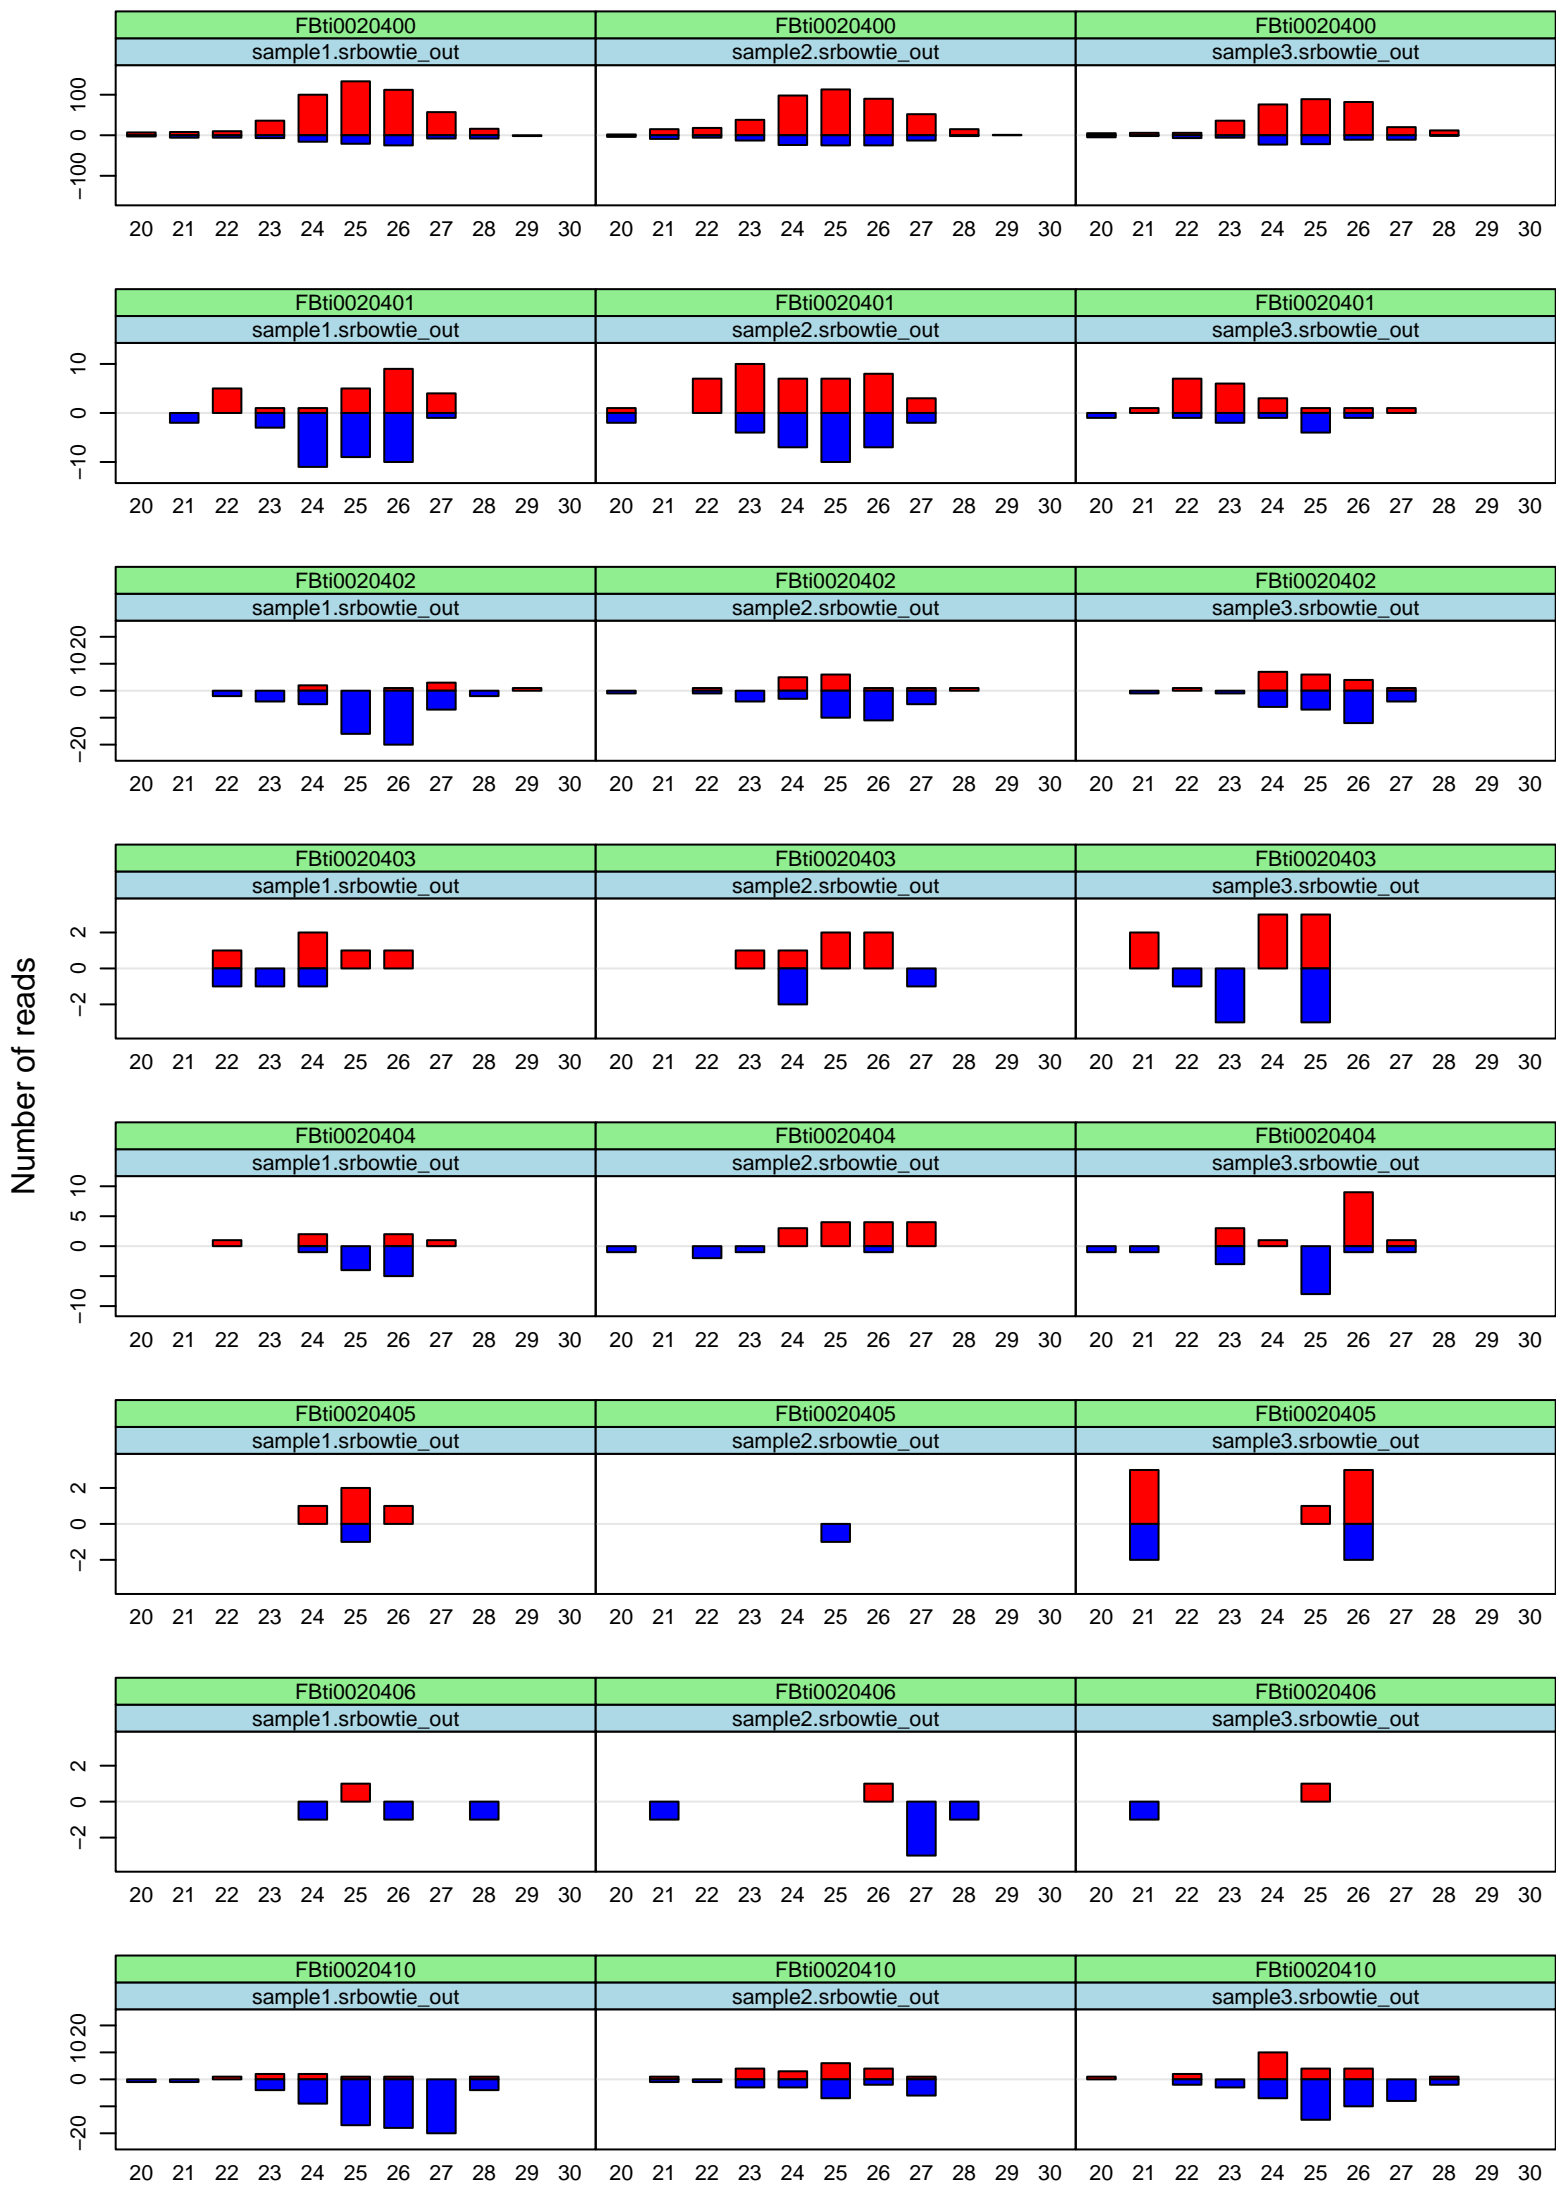 FBti0020400 FBti0020400 FBti0020400
sample1.srbowtie_out sample2.srbowtie_out sample3.srbowtie_out
100
0
−100
20 21 22 23 24 25 26 27 28 29 30 20 21 22 23 24 25 26 27 28 29 30 20 21 22 23 24 25 26 27 28 29 30
FBti0020401 FBti0020401 FBti0020401
sample1.srbowtie_out sample2.srbowtie_out sample3.srbowtie_out
10
0
−10
20 21 22 23 24 25 26 27 28 29 30 20 21 22 23 24 25 26 27 28 29 30 20 21 22 23 24 25 26 27 28 29 30
FBti0020402 FBti0020402 FBti0020402
sample1.srbowtie_out sample2.srbowtie_out sample3.srbowtie_out
20
10
0
−20
20 21 22 23 24 25 26 27 28 29 30 20 21 22 23 24 25 26 27 28 29 30 20 21 22 23 24 25 26 27 28 29 30
FBti0020403 FBti0020403 FBti0020403
sample1.srbowtie_out sample2.srbowtie_out sample3.srbowtie_out
2
0
−2
20 21 22 23 24 25 26 27 28 29 30 20 21 22 23 24 25 26 27 28 29 30 20 21 22 23 24 25 26 27 28 29 30
Number of reads
FBti0020404 FBti0020404 FBti0020404
sample1.srbowtie_out sample2.srbowtie_out sample3.srbowtie_out
10
5
0
−10
20 21 22 23 24 25 26 27 28 29 30 20 21 22 23 24 25 26 27 28 29 30 20 21 22 23 24 25 26 27 28 29 30
FBti0020405 FBti0020405 FBti0020405
sample1.srbowtie_out sample2.srbowtie_out sample3.srbowtie_out
2
0
−2
20 21 22 23 24 25 26 27 28 29 30 20 21 22 23 24 25 26 27 28 29 30 20 21 22 23 24 25 26 27 28 29 30
FBti0020406 FBti0020406 FBti0020406
sample1.srbowtie_out sample2.srbowtie_out sample3.srbowtie_out
2
0
−2
20 21 22 23 24 25 26 27 28 29 30 20 21 22 23 24 25 26 27 28 29 30 20 21 22 23 24 25 26 27 28 29 30
FBti0020410 FBti0020410 FBti0020410
sample1.srbowtie_out sample2.srbowtie_out sample3.srbowtie_out
20
10
0
−20
20 21 22 23 24 25 26 27 28 29 30 20 21 22 23 24 25 26 27 28 29 30 20 21 22 23 24 25 26 27 28 29 30